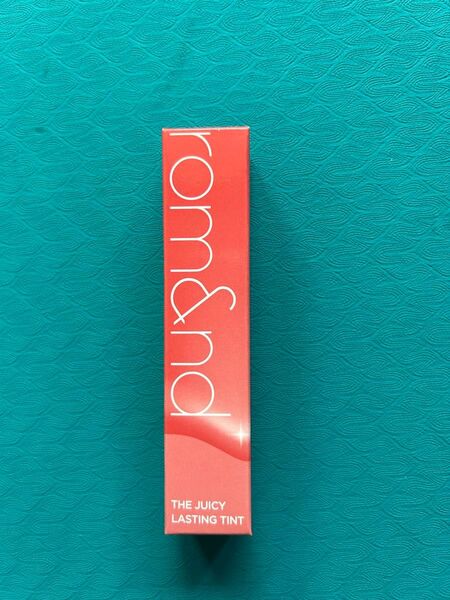 rom&nd
THE JUICY
LASTING TINT